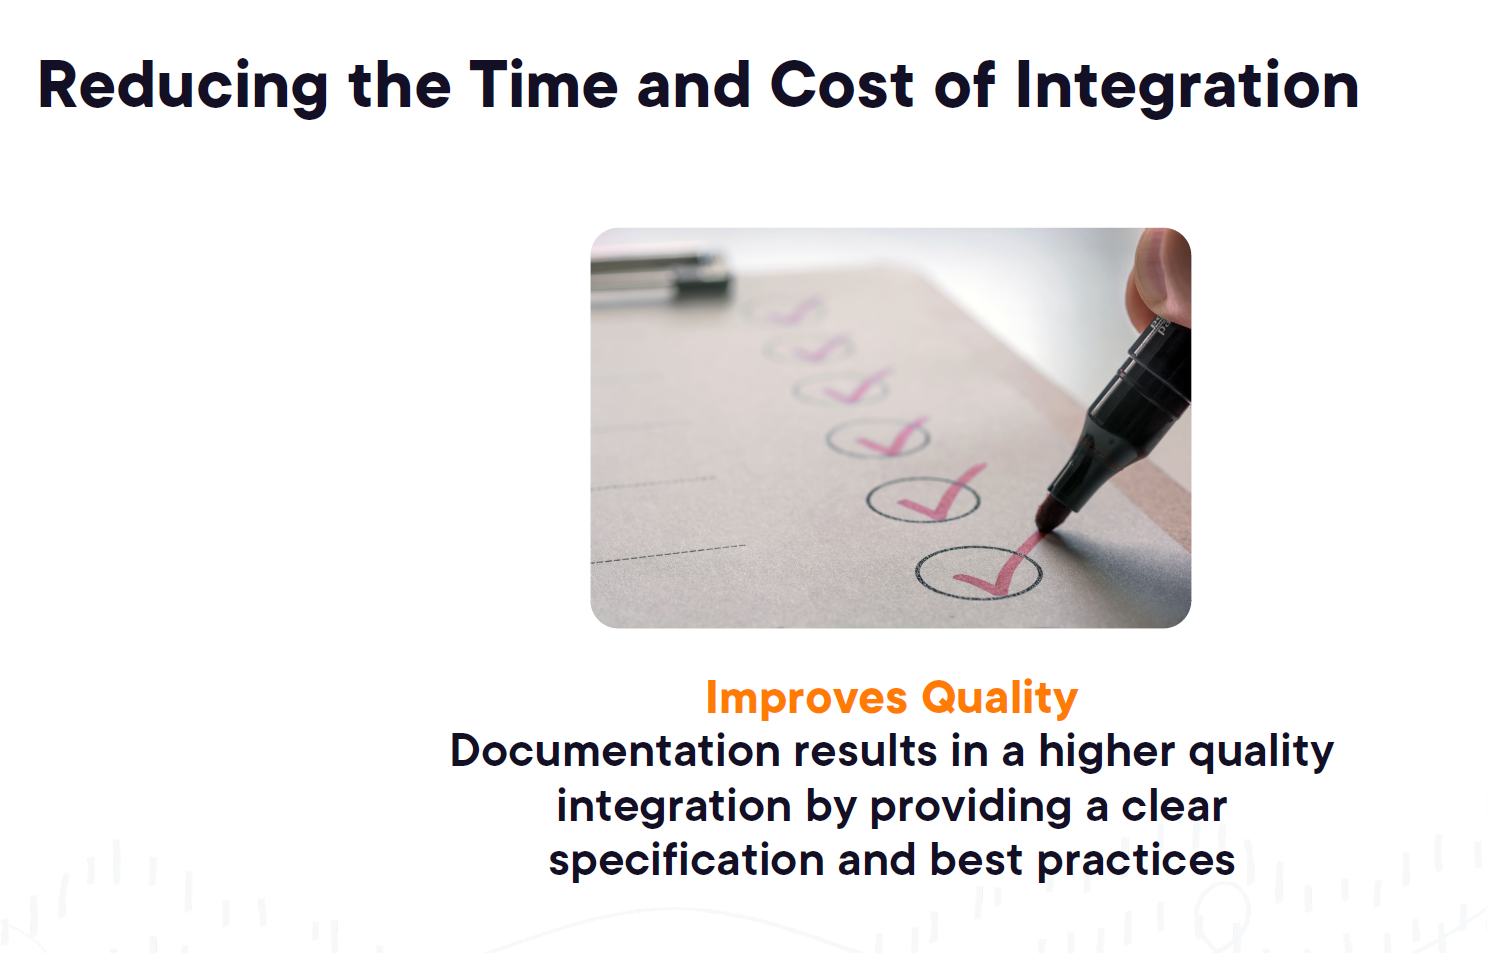 Reducing the Time and Cost of Integration
Improves Quality
Documentation results in a higher quality
integration by providing a clear
specification and best practices